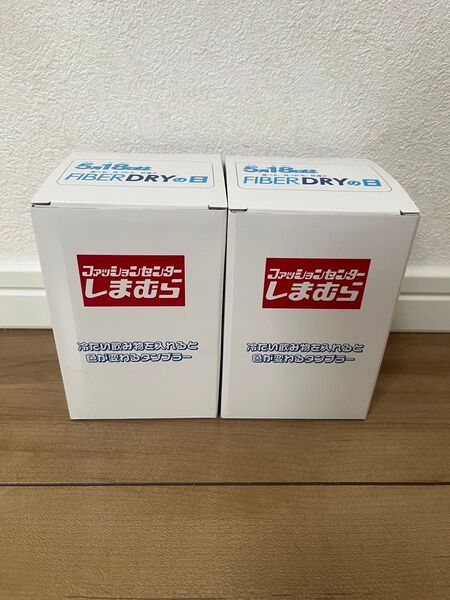 5月18日は
FIBER DRYの日
ファッションセンター
しまむら
冷たい飲み物を入れると
色が変わるタンブラー
5月18日は
FIBER DRYの日
ファッションセンター
しまむら
冷たい飲み物を入れると
色が変わるタンブラー